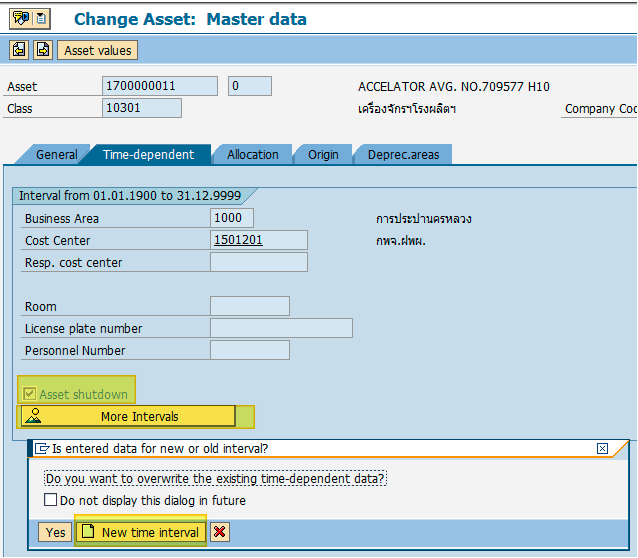 Change Asset: Master data
Asset values
Asset 1700000011 0 ACCELATOR AVG. NO.709577 H10
Class 10301 เครื่องจักรฯโรงผลิตฯ Company Coc
General Time-dependent Allocation Origin Deprec.areas
Interval from 01.01.1900 to 31.12.9999
Business Area 1000 การประปานครหลวง
Cost Center 1501201 กพจ.ฝพผ.
Resp. cost center
Room
License plate number
Personnel Number
Asset shutdown
More Intervals
Is entered data for new or old interval?
Do you want to overwrite the existing time-dependent data?
Do not display this dialog in future
Yes New time interval